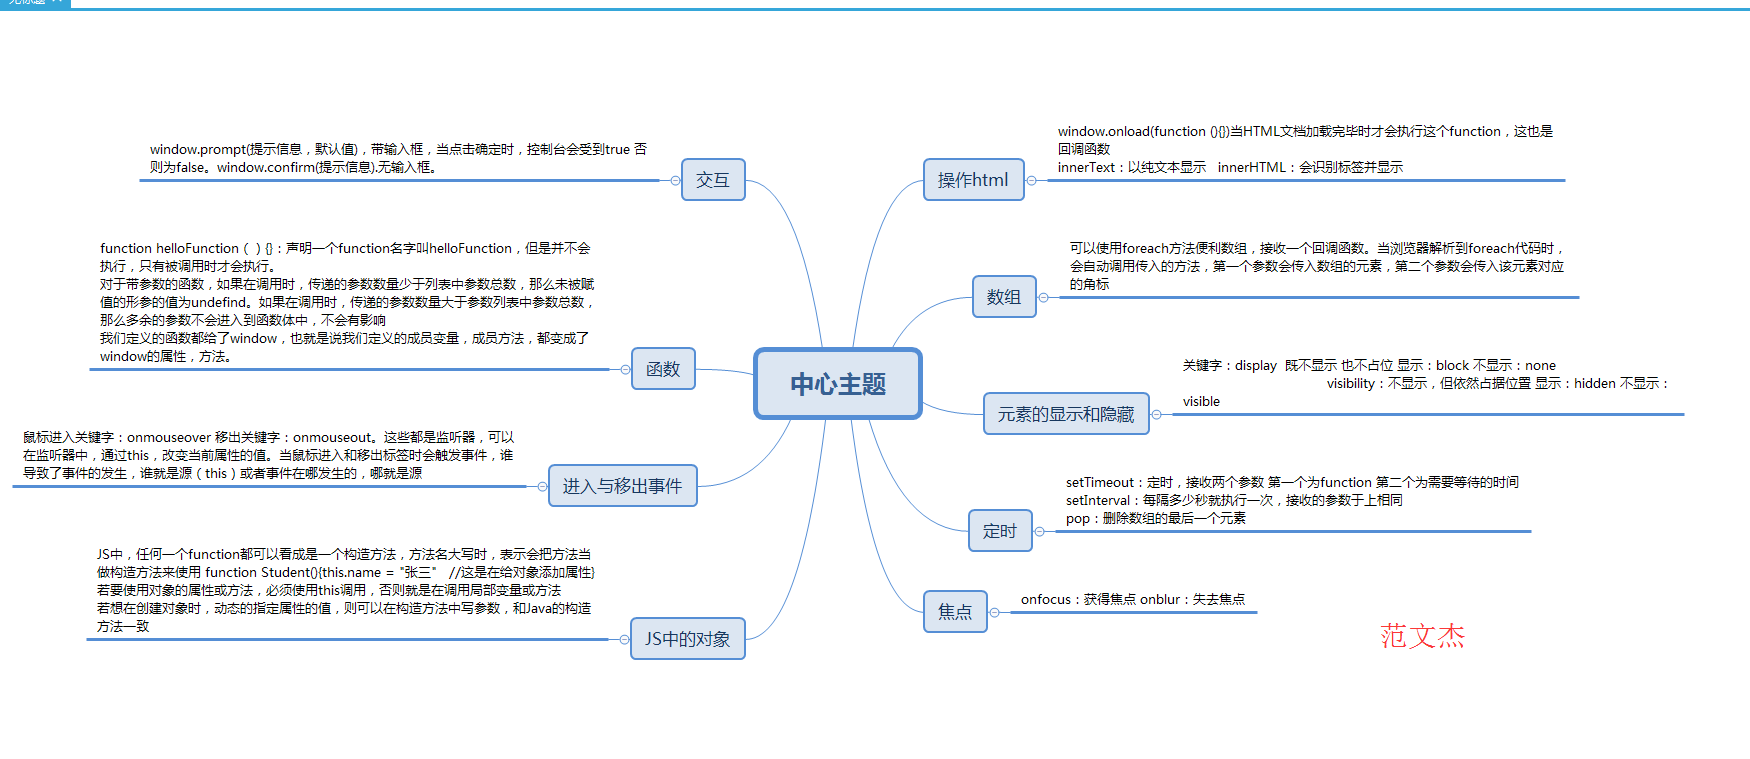 中心主题
交互
window.prompt(提示信息，默认值)，带输入框，当点击确定时，控制台会受到true 否
则为false。window.confirm(提示信息).无输入框。
函数
function helloFunction（ ）{}：声明一个function名字叫helloFunction，但是并不会
执行，只有被调用时才会执行。
对于带参数的函数，如果在调用时，传递的参数数量少于列表中参数总数，那么未被赋
值的形参的值为undefind。如果在调用时，传递的参数数量大于参数列表中参数总数，
那么多余的参数不会进入到函数体中，不会有影响
我们定义的函数都给了window，也就是说我们定义的成员变量，成员方法，都变成了
window的属性，方法。
进入与移出事件
鼠标进入关键字：onmouseover 移出关键字：onmouseout。这些都是监听器，可以
在监听器中，通过this，改变当前属性的值。当鼠标进入和移出标签时会触发事件，谁
导致了事件的发生，谁就是源（this）或者事件在哪发生的，哪就是源
JS中的对象
JS中，任何一个function都可以看成是一个构造方法，方法名大写时，表示会把方法当
做构造方法来使用 function Student(){this.name = "张三"   //这是在给对象添加属性}
若要使用对象的属性或方法，必须使用this调用，否则就是在调用局部变量或方法
若想在创建对象时，动态的指定属性的值，则可以在构造方法中写参数，和Java的构造
方法一致
操作html
window.onload(function (){})当HTML文档加载完毕时才会执行这个function，这也是
回调函数
innerText：以纯文本显示   innerHTML：会识别标签并显示
数组
可以使用foreach方法便利数组，接收一个回调函数。当浏览器解析到foreach代码时，
会自动调用传入的方法，第一个参数会传入数组的元素，第二个参数会传入该元素对应
的角标
元素的显示和隐藏
关键字：display  既不显示 也不占位 显示：block 不显示：none
visibility：不显示，但依然占据位置 显示：hidden 不显示：
visible
定时
setTimeout：定时，接收两个参数 第一个为function 第二个为需要等待的时间
setInterval：每隔多少秒就执行一次，接收的参数于上相同
pop：删除数组的最后一个元素
焦点
onfocus：获得焦点 onblur：失去焦点
范文杰